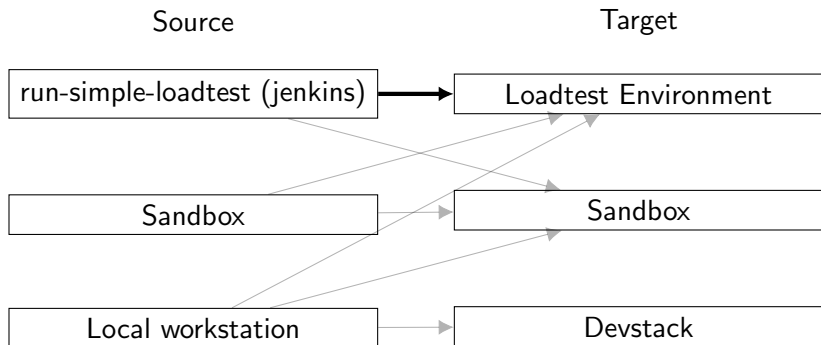 Source Target
run-simple-loadtest (jenkins) Loadtest Environment
Sandbox Sandbox
Local workstation Devstack